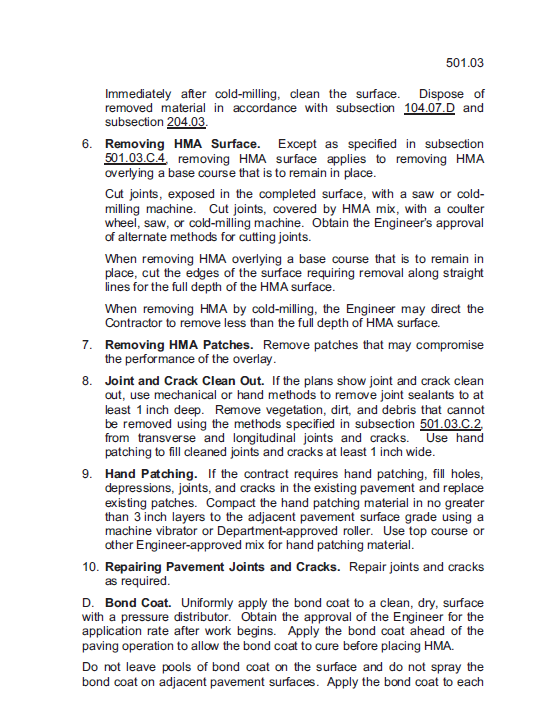 501.03
Immediately after cold-milling, clean the surface. Dispose of
removed material in accordance with subsection 104.07.D and
subsection 204.03.
6. Removing HMA Surface. Except as specified in subsection
501.03.C.4, removing HMA surface applies to removing HMA
overlying a base course that is to remain in place.
Cut joints, exposed in the completed surface, with a saw or cold-
milling machine. Cut joints, covered by HMA mix, with a coulter
wheel, saw, or cold-milling machine. Obtain the Engineer's approval
of alternate methods for cutting joints.
When removing HMA overlying a base course that is to remain in
place, cut the edges of the surface requiring removal along straight
lines for the full depth of the HMA surface.
When removing HMA by cold-milling, the Engineer may direct the
Contractor to remove less than the full depth of HMA surface.
7. Removing HMA Patches. Remove patches that may compromise
the performance of the overlay.
8. Joint and Crack Clean Out. If the plans show joint and crack clean
out, use mechanical or hand methods to remove joint sealants to at
least 1 inch deep. Remove vegetation, dirt, and debris that cannot
be removed using the methods specified in subsection 501.03.C.2,
from transverse and longitudinal joints and cracks. Use hand
patching to fill cleaned joints and cracks at least 1 inch wide.
9. Hand Patching. If the contract requires hand patching, fill holes,
depressions, joints, and cracks in the existing pavement and replace
existing patches. Compact the hand patching material in no greater
than 3 inch layers to the adjacent pavement surface grade using a
machine vibrator or Department-approved roller. Use top course or
other Engineer-approved mix for hand patching material.
10. Repairing Pavement Joints and Cracks. Repair joints and cracks
as required.
D. Bond Coat. Uniformly apply the bond coat to a clean, dry, surface
with a pressure distributor. Obtain the approval of the Engineer for the
application rate after work begins. Apply the bond coat ahead of the
paving operation to allow the bond coat to cure before placing HMA.
Do not leave pools of bond coat on the surface and do not spray the
bond coat on adjacent pavement surfaces. Apply the bond coat to each